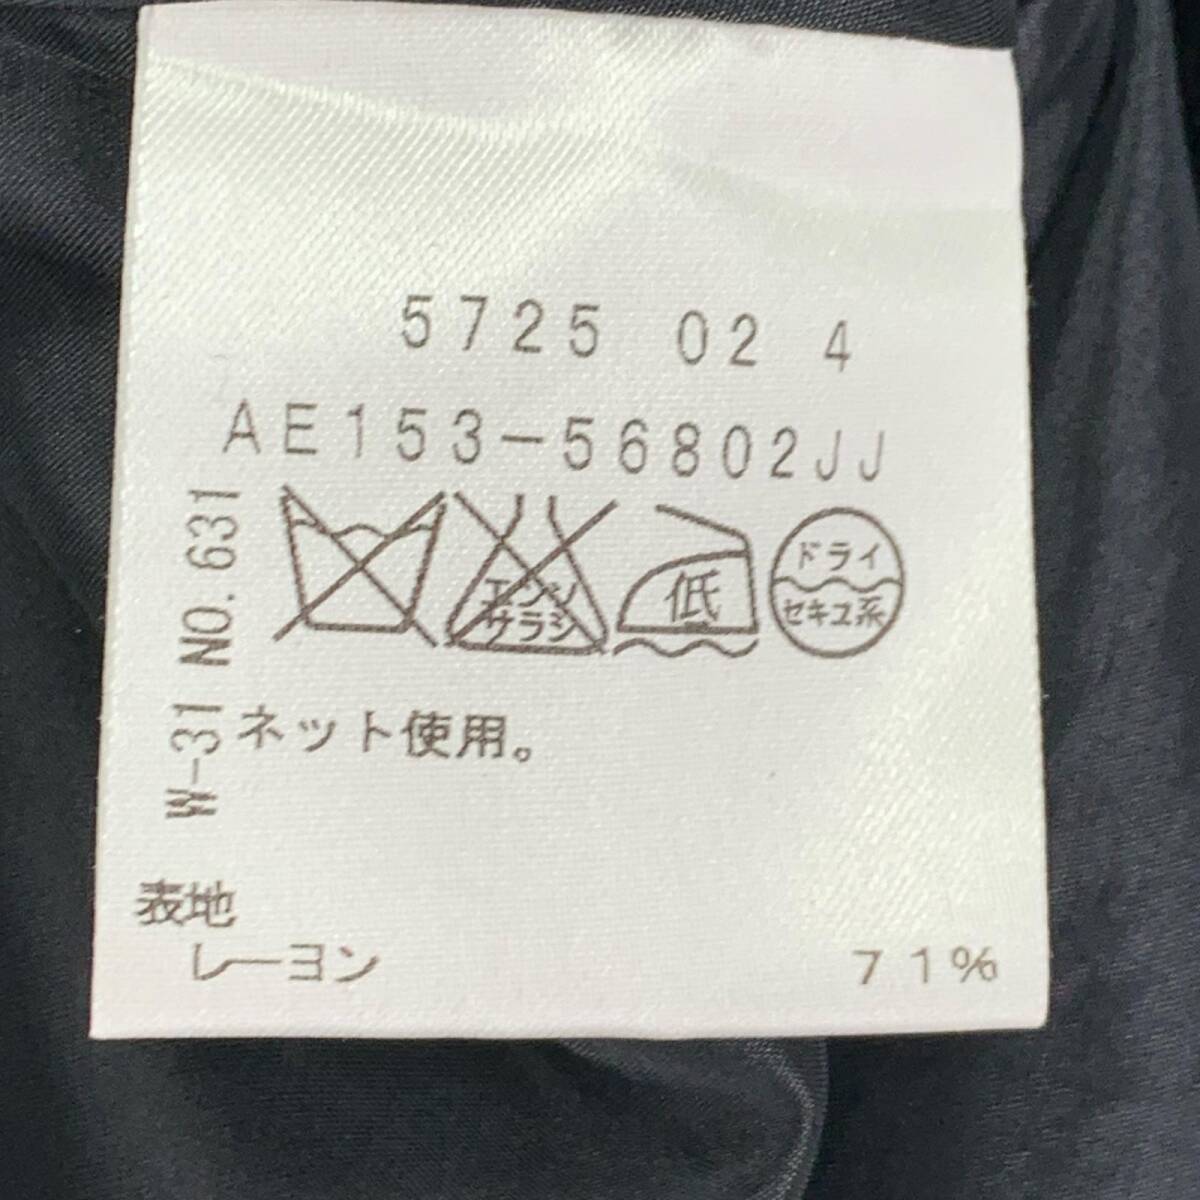 5725 02 4
AE153-56802JJ
エンソ
サラシ
低
ドライ
セキユ系
W-31 NO.631
ネット使用。
表地
レーヨン 71%